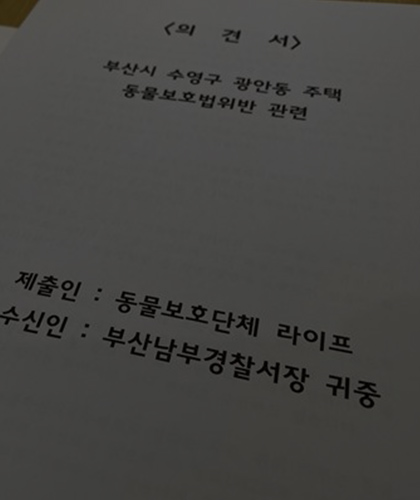 <의 견 서>
부산시 수영구 광안동 주택
동물보호법위반 관련
제출인 : 동물보호단체 라이프
수신인 : 부산남부경찰서장 귀중